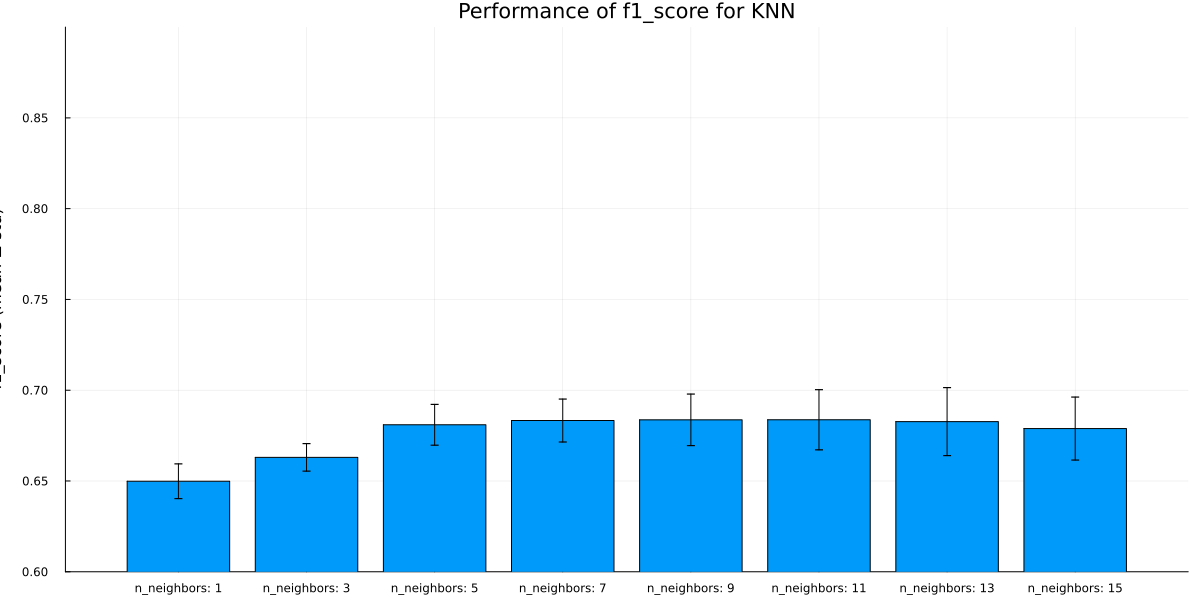 Performance of f1_score for KNN
0.85
0.80
0.75
0.70
0.65
0.60
n_neighbors: 1
n_neighbors: 3
n_neighbors: 5
n_neighbors: 7
n_neighbors: 9
n_neighbors: 11
n_neighbors: 13
n_neighbors: 15